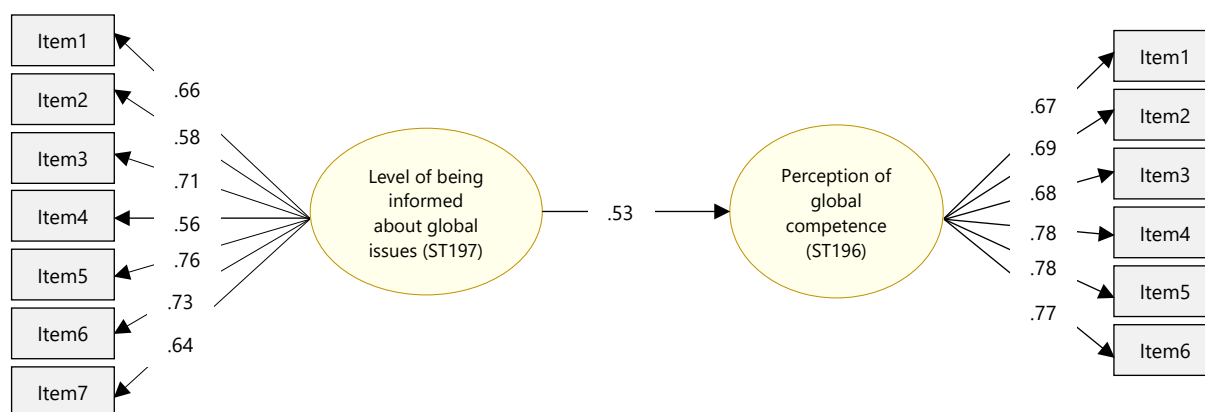 Item1
Item2
Item3
Item4
Item5
Item6
Item7
.66
.58
.71
.56
.76
.73
.64
Level of being
informed
about global
issues (ST197)
.53
Perception of
global
competence
(ST196)
.67
.69
.68
.78
.78
.77
Item1
Item2
Item3
Item4
Item5
Item6